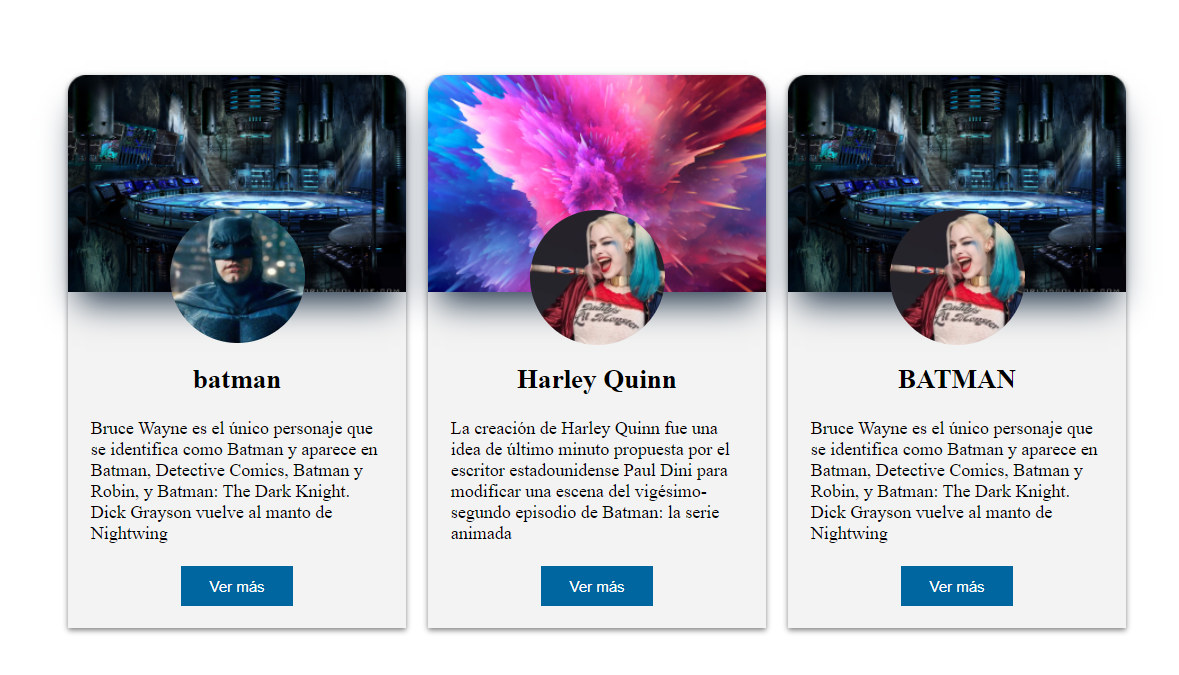 batman
Bruce Wayne es el único personaje que
se identifica como Batman y aparece en
Batman, Detective Comics, Batman y
Robin, y Batman: The Dark Knight.
Dick Grayson vuelve al manto de
Nightwing
Ver más
Harley Quinn
La creación de Harley Quinn fue una
idea de último minuto propuesta por el
escritor estadounidense Paul Dini para
modificar una escena del vigésimo-
segundo episodio de Batman: la serie
animada
Ver más
BATMAN
Bruce Wayne es el único personaje que
se identifica como Batman y aparece en
Batman, Detective Comics, Batman y
Robin, y Batman: The Dark Knight.
Dick Grayson vuelve al manto de
Nightwing
Ver más